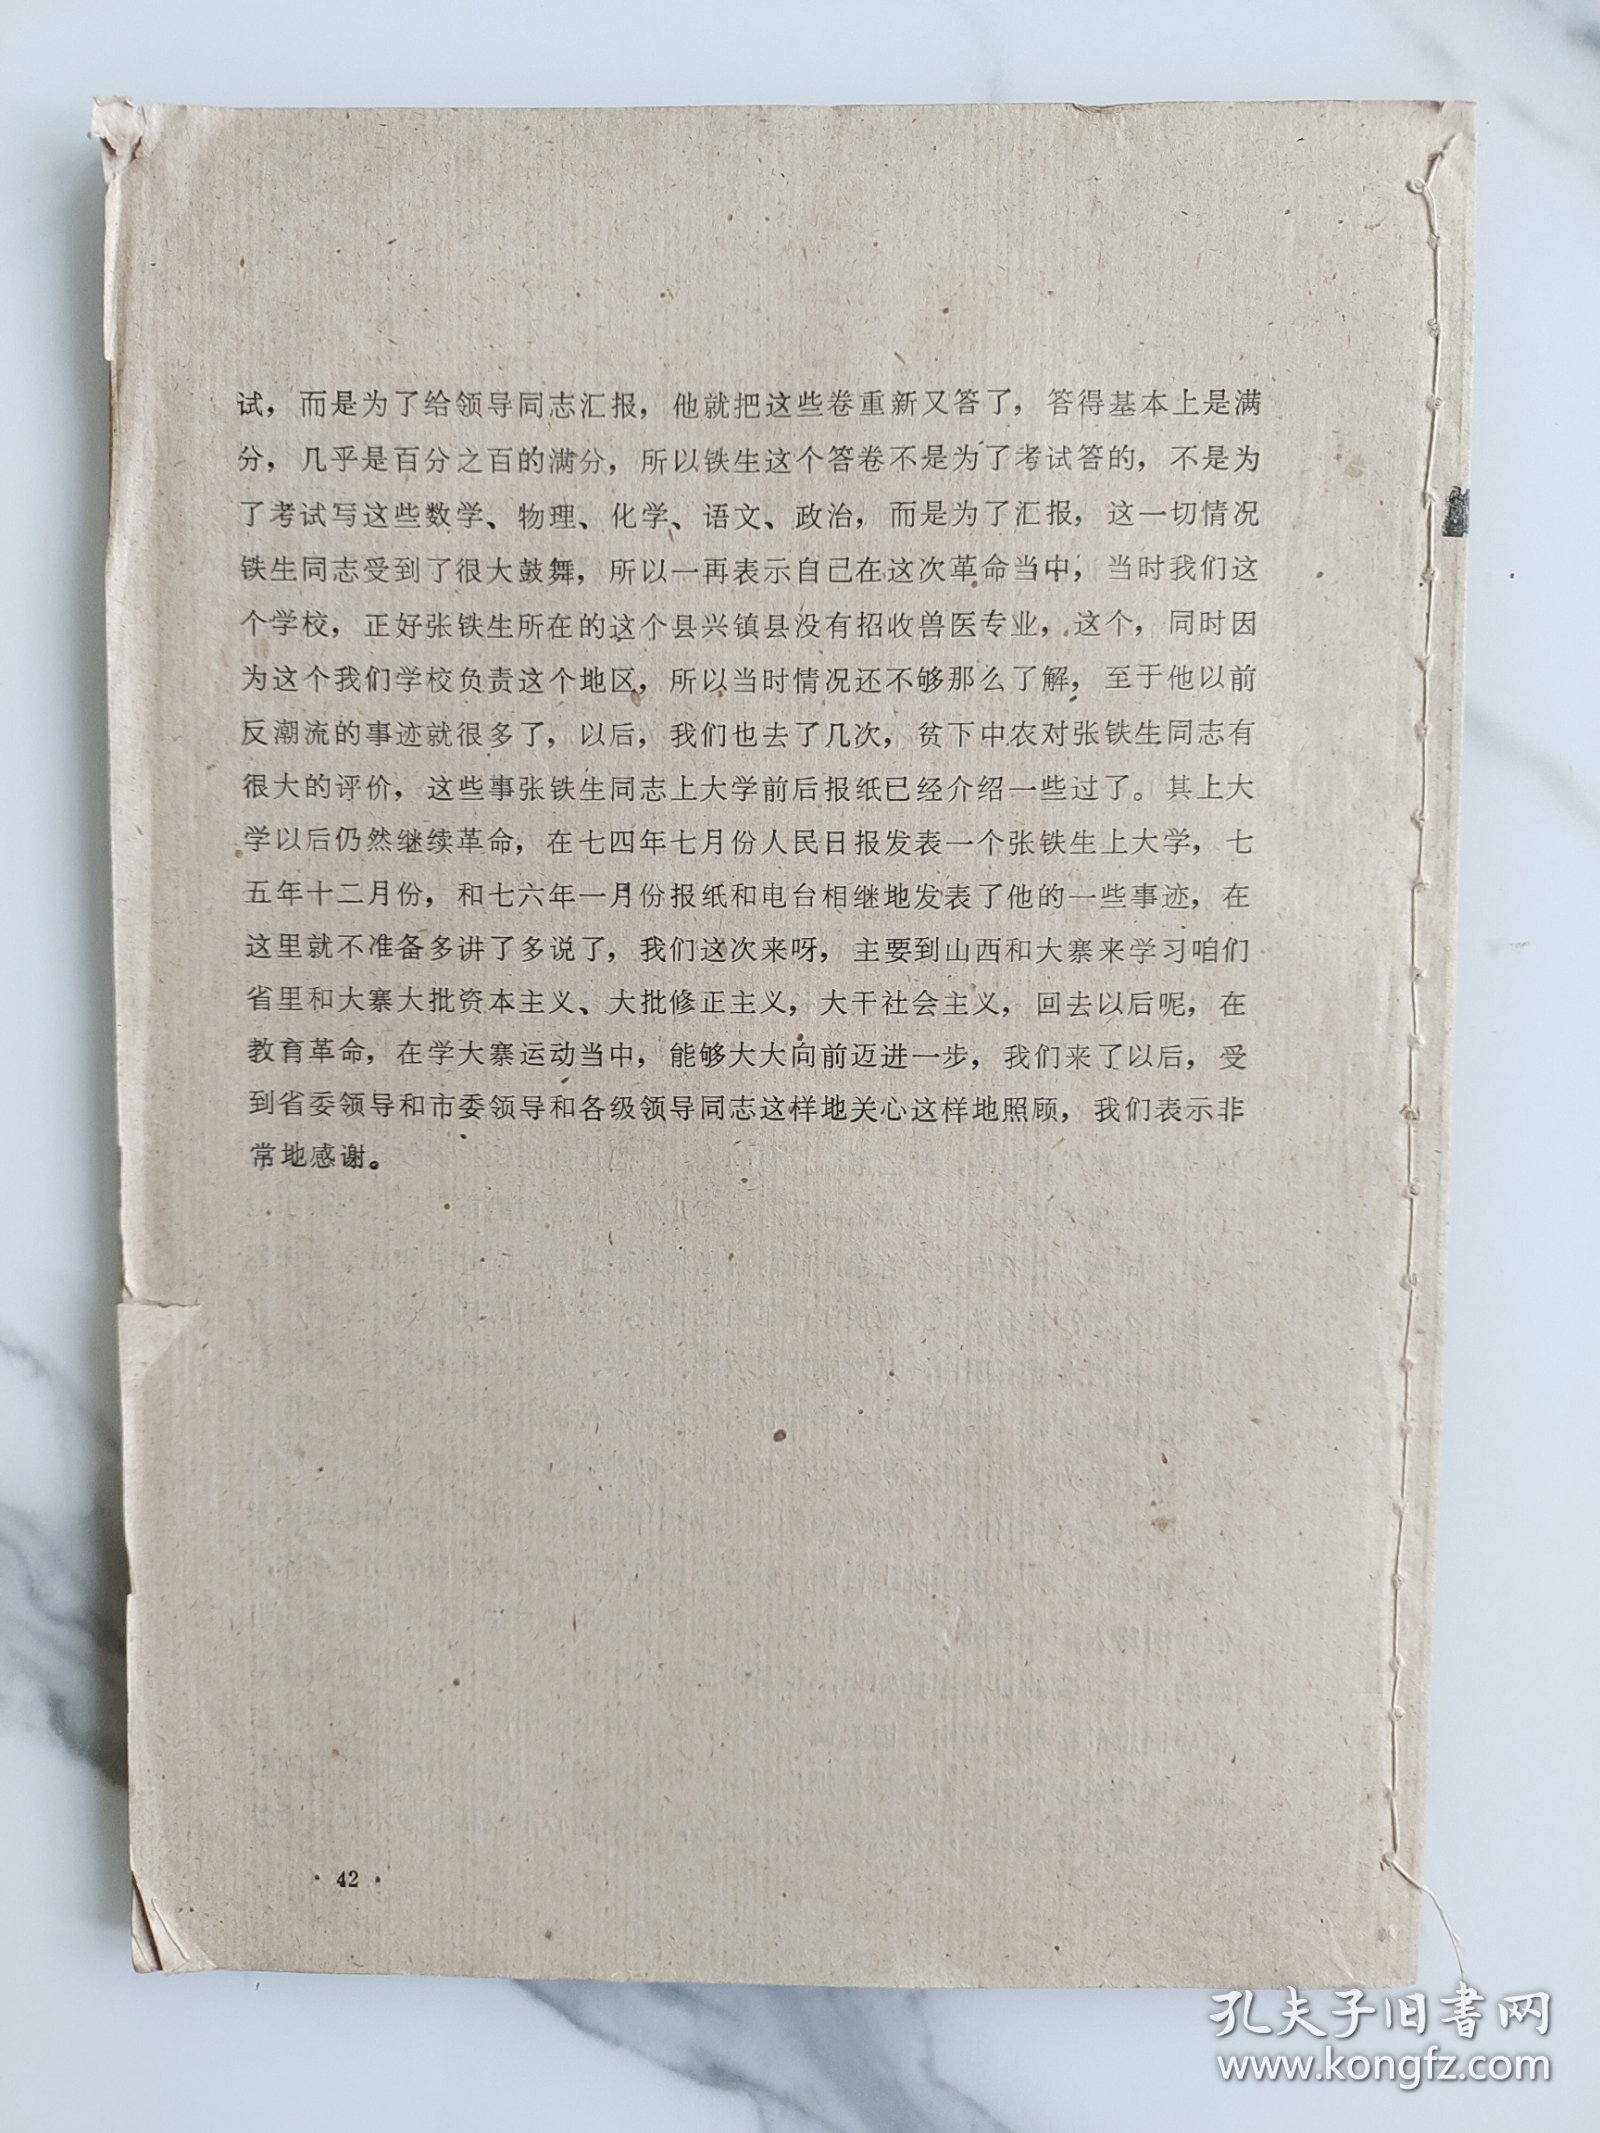 试，而是为了给领导同志汇报，他就把这些卷重新又答了，答得基本上是满
分，几乎是百分之百的满分，所以铁生这个答卷不是为了考试答的，不是为
了考试写这些数学、物理、化学、语文、政治，而是为了汇报，这一切情况
铁生同志受到了很大鼓舞，所以一再表示自己在这次革命当中，当时我们这
个学校，正好张铁生所在的这个县兴镇县没有招收兽医专业，这个，同时因
为这个我们学校负责这个地区，所以当时情况还不够那么了解，至于他以前
反潮流的事迹就很多了，以后，我们也去了几次，贫下中农对张铁生同志有
很大的评价，这些事张铁生同志上大学前后报纸已经介绍一些过了。其上大
学以后仍然继续革命，在七四年七月份人民日报发表一个张铁生上大学，七
五年十二月份，和七六年一月份报纸和电台相继地发表了他的一些事迹，在
这里就不准备多讲了多说了，我们这次来呀，主要到山西和大寨来学习咱们
省里和大寨大批资本主义、大批修正主义，大干社会主义，回去以后呢，在
教育革命，在学大寨运动当中，能够大大向前迈进一步，我们来了以后，受
到省委领导和市委领导和各级领导同志这样地关心这样地照顾，我们表示非
常地感谢。
· 42 ·
孔夫子旧书网
www.kongfz.com